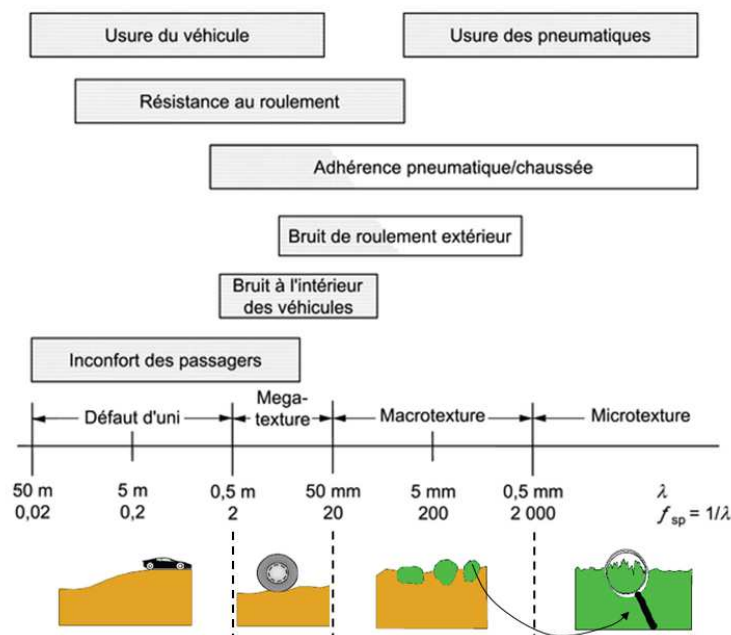 Usure du véhicule
Usure des pneumatiques
Résistance au roulement
Adhérence pneumatique/chaussée
Bruit de roulement extérieur
Bruit à l'intérieur
des véhicules
Inconfort des passagers
Défaut d'uni
Mega-
texture
Macrotexture
Microtexture
50 m 5 m 0,5 m 50 mm 5 mm 0,5 mm λ
0,02 0,2 2 20 200 2 000 f sp = 1/λ